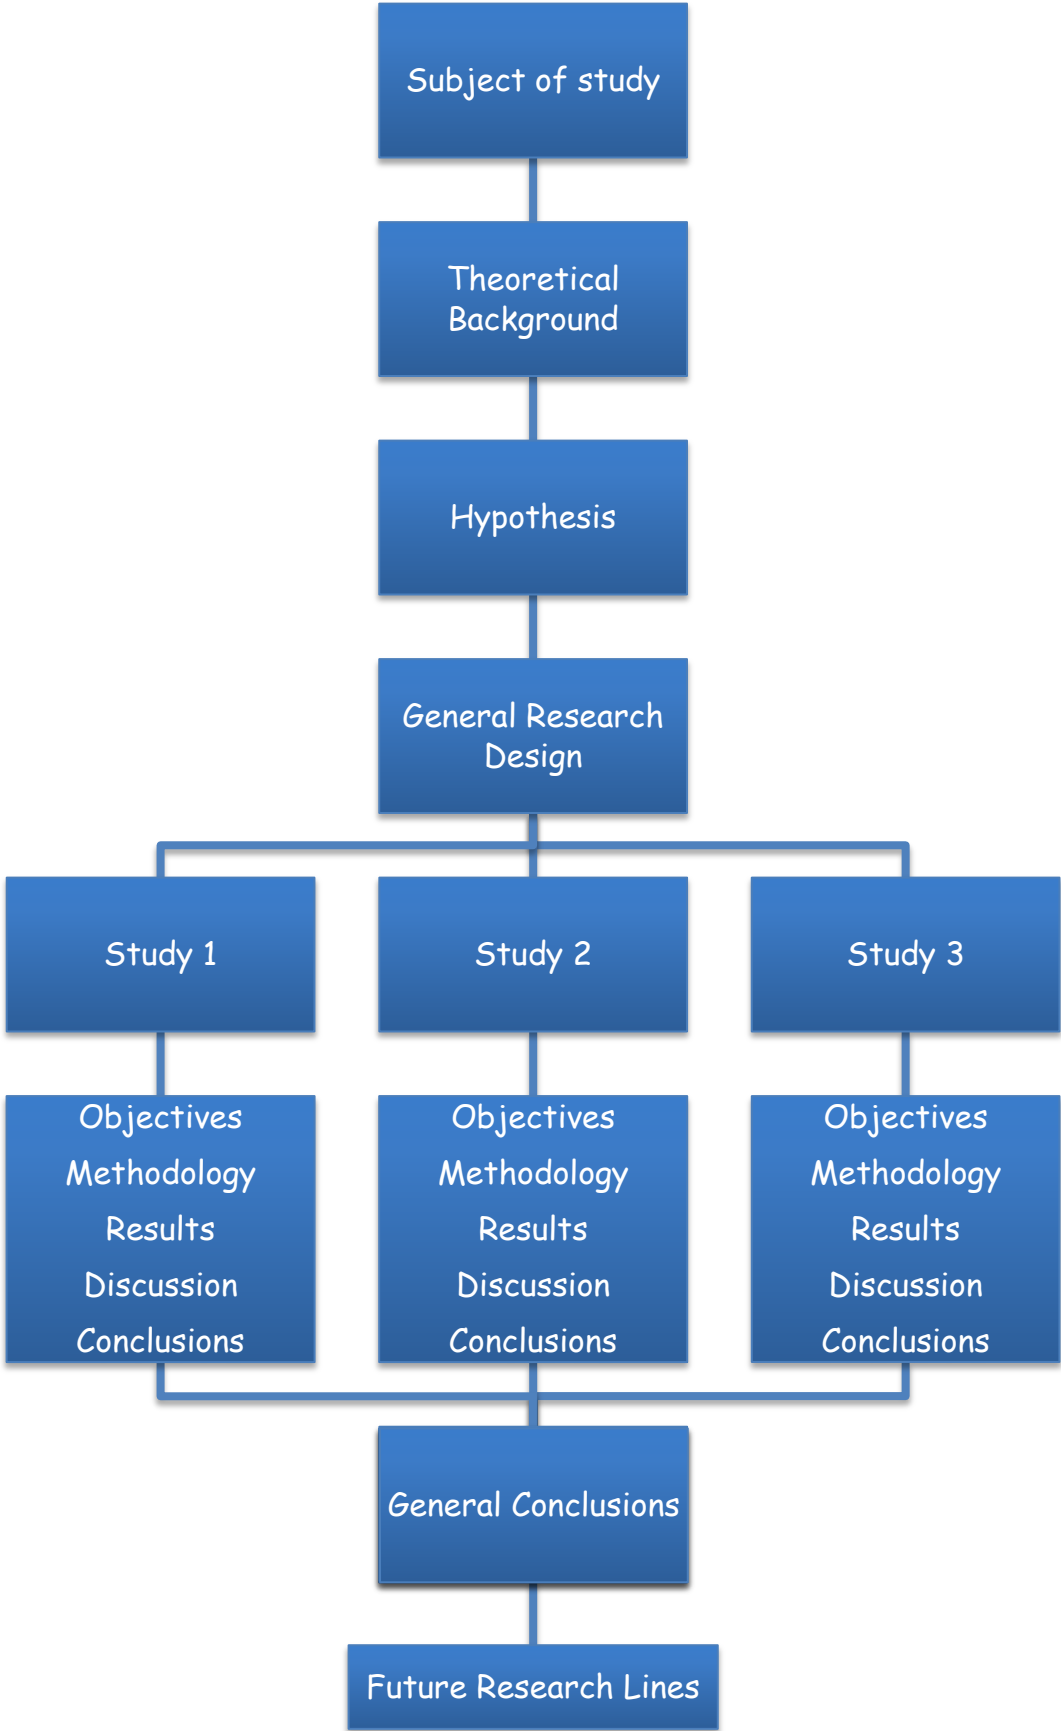 Subject of study
Theoretical
Background
Hypothesis
General Research
Design
Study 1
Study 2
Study 3
Objectives
Methodology
Results
Discussion
Conclusions
Objectives
Methodology
Results
Discussion
Conclusions
Objectives
Methodology
Results
Discussion
Conclusions
General Conclusions
Future Research Lines